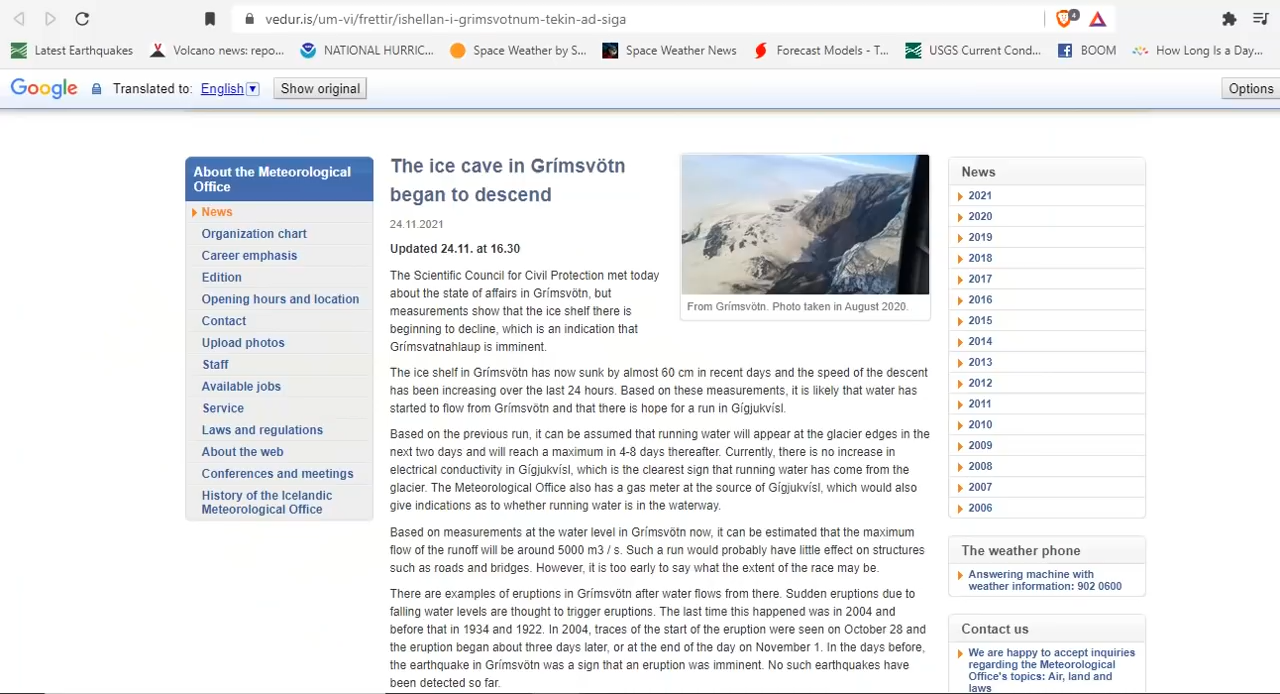 vedur.is/um-vi/frettir/ishellan-i-grimsvotnum-tekin-ad-siga
4
Latest Earthquakes
Volcano news: repo...
NATIONAL HURRIC...
Space Weather by S...
Space Weather News
Forecast Models - T...
USGS Current Cond...
BOOM
How Long Is a Day...
Google Translated to: English Show original
Options
About the Meteorological
Office
News
Organization chart
Career emphasis
Edition
Opening hours and location
Contact
Upload photos
Staff
Available jobs
Service
Laws and regulations
About the web
Conferences and meetings
History of the Icelandic
Meteorological Office
The ice cave in Grímsvötn
began to descend
24.11.2021
Updated 24.11. at 16.30
The Scientific Council for Civil Protection met today
about the state of affairs in Grímsvötn, but
measurements show that the ice shelf there is
beginning to decline, which is an indication that
Grímsvatnahlaup is imminent.
From Grímsvötn. Photo taken in August 2020.
The ice shelf in Grímsvötn has now sunk by almost 60 cm in recent days and the speed of the descent
has been increasing over the last 24 hours. Based on these measurements, it is likely that water has
started to flow from Grímsvötn and that there is hope for a run in Gígjukvísl.
Based on the previous run, it can be assumed that running water will appear at the glacier edges in the
next two days and will reach a maximum in 4-8 days thereafter. Currently, there is no increase in
electrical conductivity in Gígjukvísl, which is the clearest sign that running water has come from the
glacier. The Meteorological Office also has a gas meter at the source of Gígjukvísl, which would also
give indications as to whether running water is in the waterway.
Based on measurements at the water level in Grímsvötn now, it can be estimated that the maximum
flow of the runoff will be around 5000 m3 / s. Such a run would probably have little effect on structures
such as roads and bridges. However, it is too early to say what the extent of the race may be.
There are examples of eruptions in Grímsvötn after water flows from there. Sudden eruptions due to
falling water levels are thought to trigger eruptions. The last time this happened was in 2004 and
before that in 1934 and 1922. In 2004, traces of the start of the eruption were seen on October 28 and
the eruption began about three days later, or at the end of the day on November 1. In the days before,
the earthquake in Grímsvötn was a sign that an eruption was imminent. No such earthquakes have
been detected so far.
News
2021
2020
2019
2018
2017
2016
2015
2014
2013
2012
2011
2010
2009
2008
2007
2006
The weather phone
Answering machine with
weather information: 902 0600
Contact us
We are happy to accept inquiries
regarding the Meteorological
Office's topics: Air, land and
laws